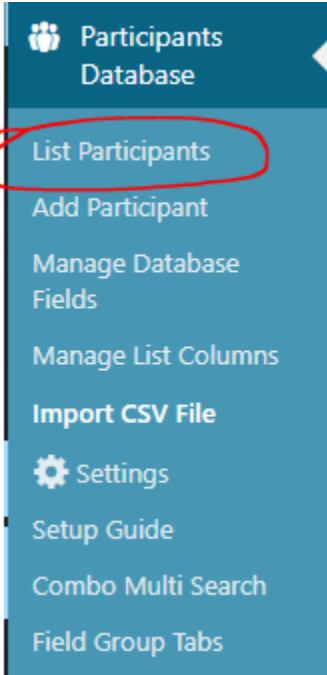 Participants
Database
List Participants
Add Participant
Manage Database
Fields
Manage List Columns
Import CSV File
Settings
Setup Guide
Combo Multi Search
Field Group Tabs